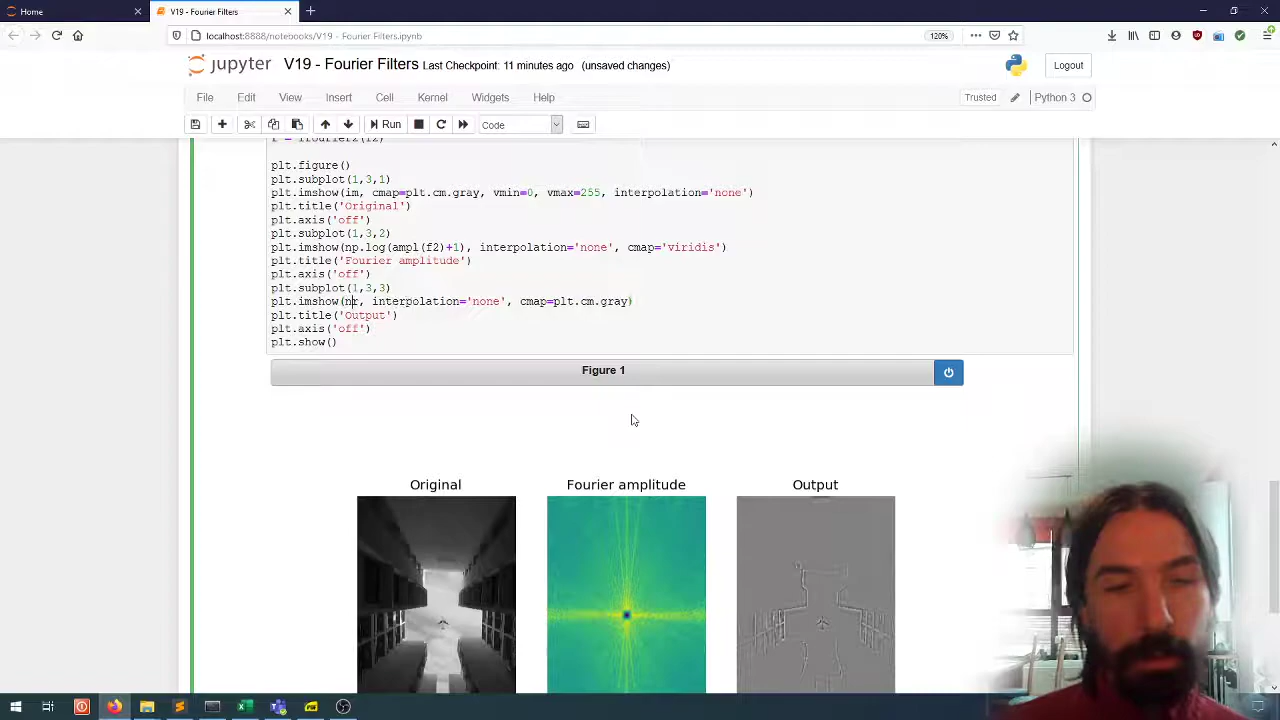 Home
V19 - Fourier Filters
localhost:8888/notebooks/V19 - Fourier Filters.ipynb
120%
jupyter V19 - Fourier Filters Last Checkpoint: 11 minutes ago (unsaved changes)
Logout
File Edit View Insert Cell Kernel Widgets Help
Trusted
Python 3
Run
Code
plt.figure()
plt.subplot(1,3,1)
plt.imshow(im, cmap=plt.cm.gray, vmin=0, vmax=255, interpolation='none')
plt.title('Original')
plt.axis('off')
plt.subplot(1,3,2)
plt.imshow(np.log(ampl(f2)+1), interpolation='none', cmap='viridis')
plt.title('Fourier amplitude')
plt.axis('off')
plt.subplot(1,3,3)
plt.imshow(nr, interpolation='none', cmap=plt.cm.gray)
plt.title('Output')
plt.axis('off')
plt.show()
Figure 1
Original
Fourier amplitude
Output